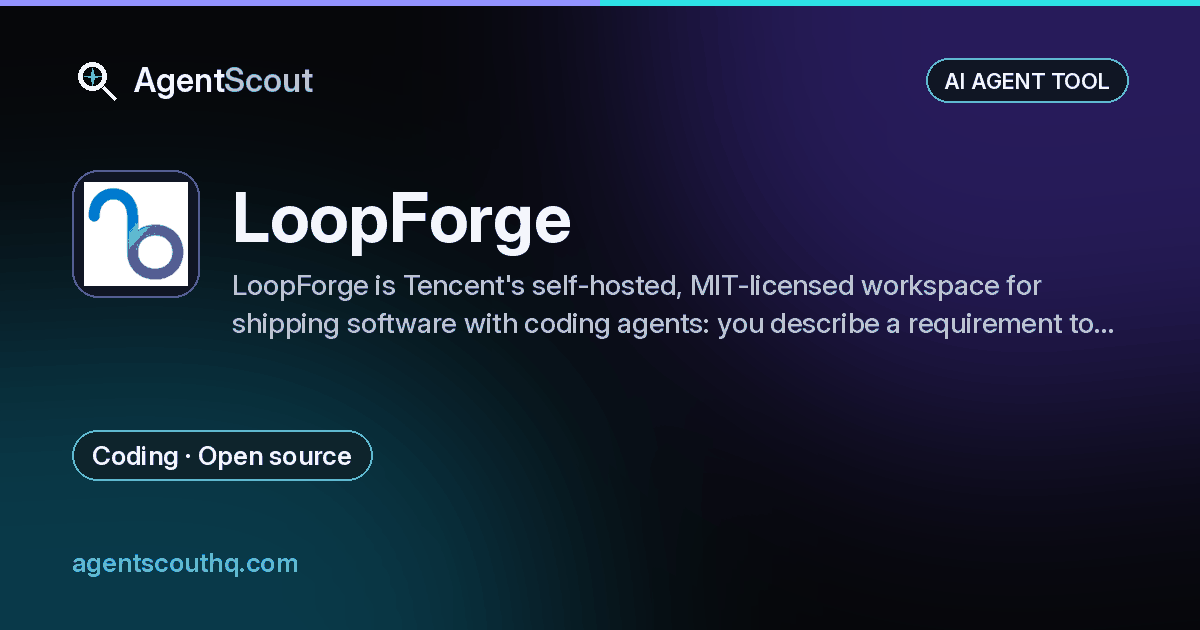 AgentScout
AI AGENT TOOL
LoopForge
LoopForge is Tencent's self-hosted, MIT-licensed workspace for
shipping software with coding agents: you describe a requirement to...
Coding · Open source
agentscouthq.com